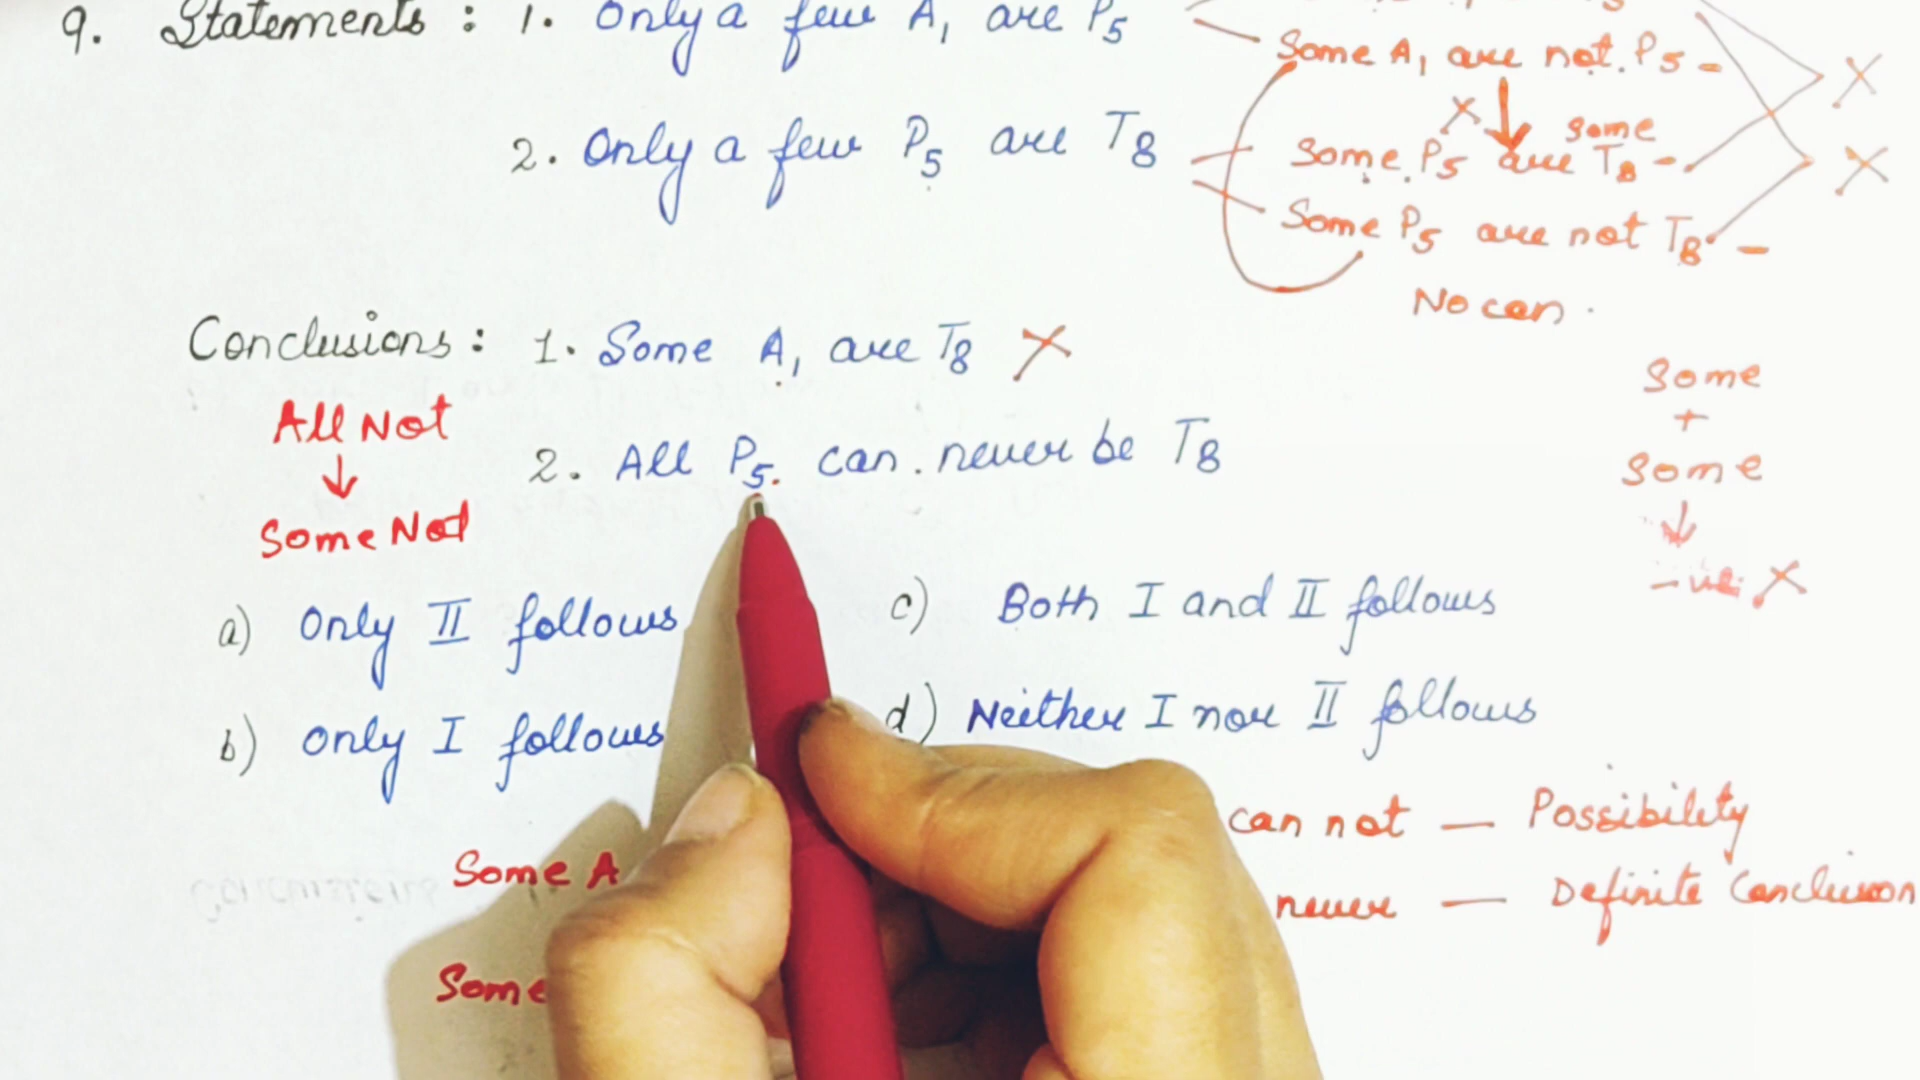 9. Statements : 1. Only a few A1 are P5
2. Only a few P5 are T8
Some A1 are not P5 -
some
Some P5 are T8 -
Some P5 are not T8 -
No con.
Conclusions : 1. Some A1 are T8
2. All P5 can never be T8
All Not
↓
Some Not
Some
+
Some
↓
-ve
a) Only II follows
b) only I follows
c) Both I and II follows
d) Neither I nor II follows
Some A
Some
can not — Possibility
never — Definite Conclusion